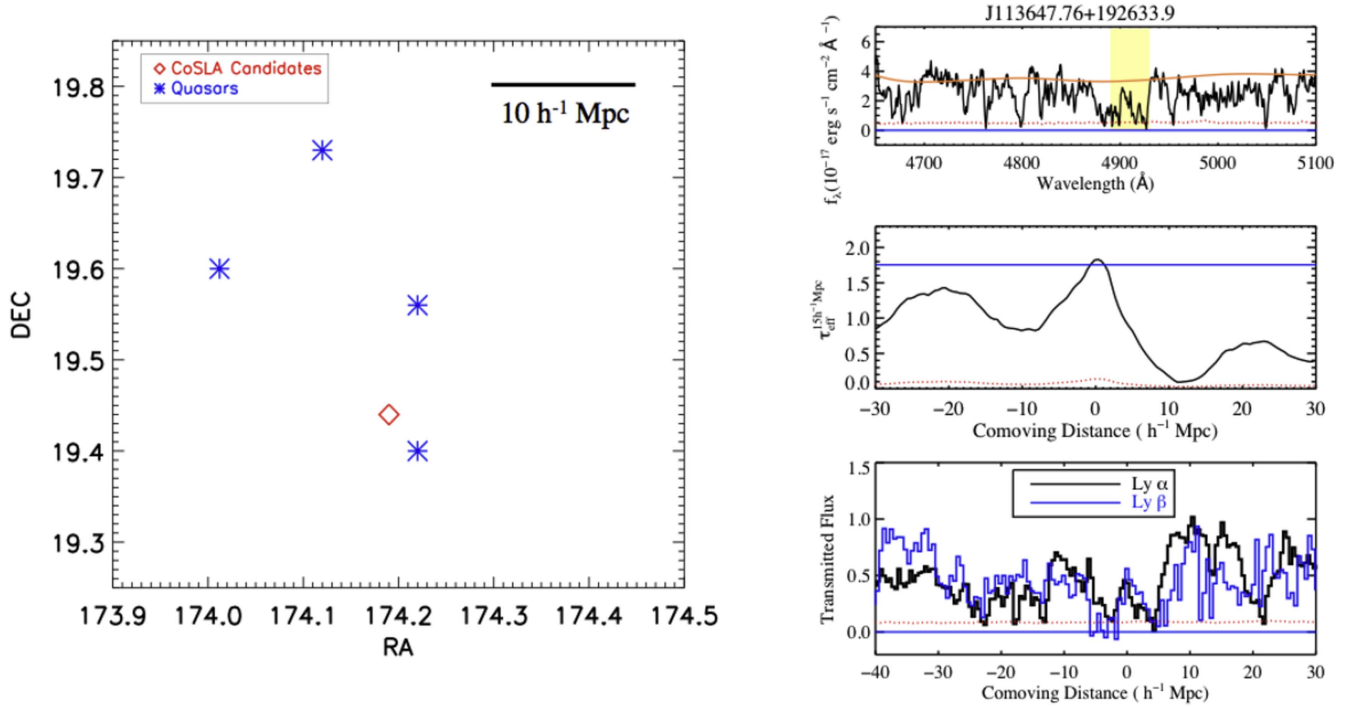 CoSLA Candidates
Quasars
10 h⁻¹ Mpc
19.8
19.7
19.6
19.5
19.4
19.3
DEC
173.9 174.0 174.1 174.2 174.3 174.4 174.5
RA
J113647.76+192633.9
6
4
2
0
f_λ(10⁻¹⁷ erg s⁻¹ cm⁻² Å⁻¹)
4700 4800 4900 5000 5100
Wavelength (Å)
2.0
1.5
1.0
0.5
0.0
τ_eff^15h⁻¹Mpc
−30 −20 −10 0 10 20 30
Comoving Distance ( h⁻¹ Mpc)
1.5
1.0
0.5
0.0
Transmitted Flux
Ly α
Ly β
−40 −30 −20 −10 0 10 20 30
Comoving Distance ( h⁻¹ Mpc)